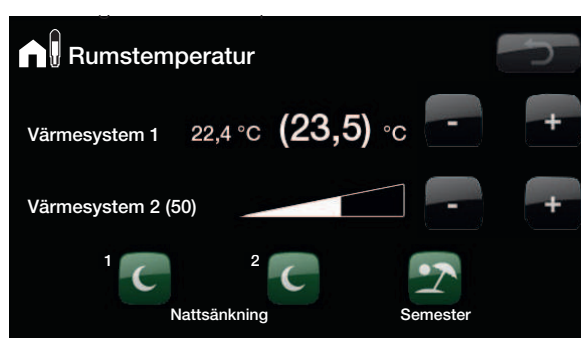 Rumstemperatur
Värmesystem 1 22,4 °C (23,5) °C - +
Värmesystem 2 (50) - +
1 2
Nattsänkning Semester